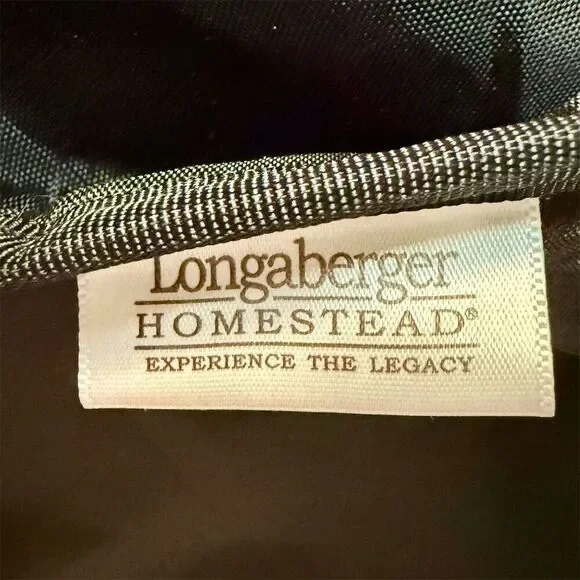 Longaberger
HOMESTEAD®
EXPERIENCE THE LEGACY